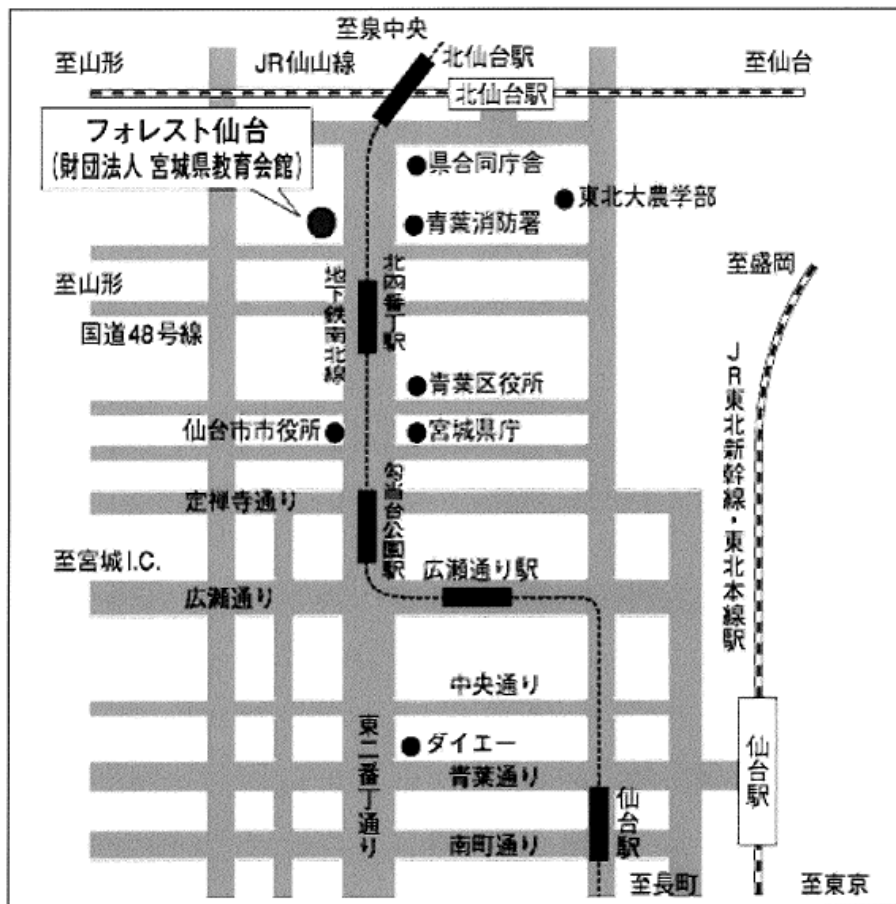 至泉中央
至山形
JR仙山線
北仙台駅
至仙台
北仙台駅
フォレスト仙台
(財団法人 宮城県教育会館)
県合同庁舎
東北大農学部
青葉消防署
至盛岡
至山形
北四番丁駅
地下鉄南北線
国道48号線
JR東北新幹線・東北本線駅
青葉区役所
仙台市市役所
宮城県庁
勾当台公園駅
定禅寺通り
至宮城I.C.
広瀬通り駅
広瀬通り
中央通り
東二番丁通り
ダイエー
青葉通り
仙台駅
仙台駅
南町通り
至長町
至東京